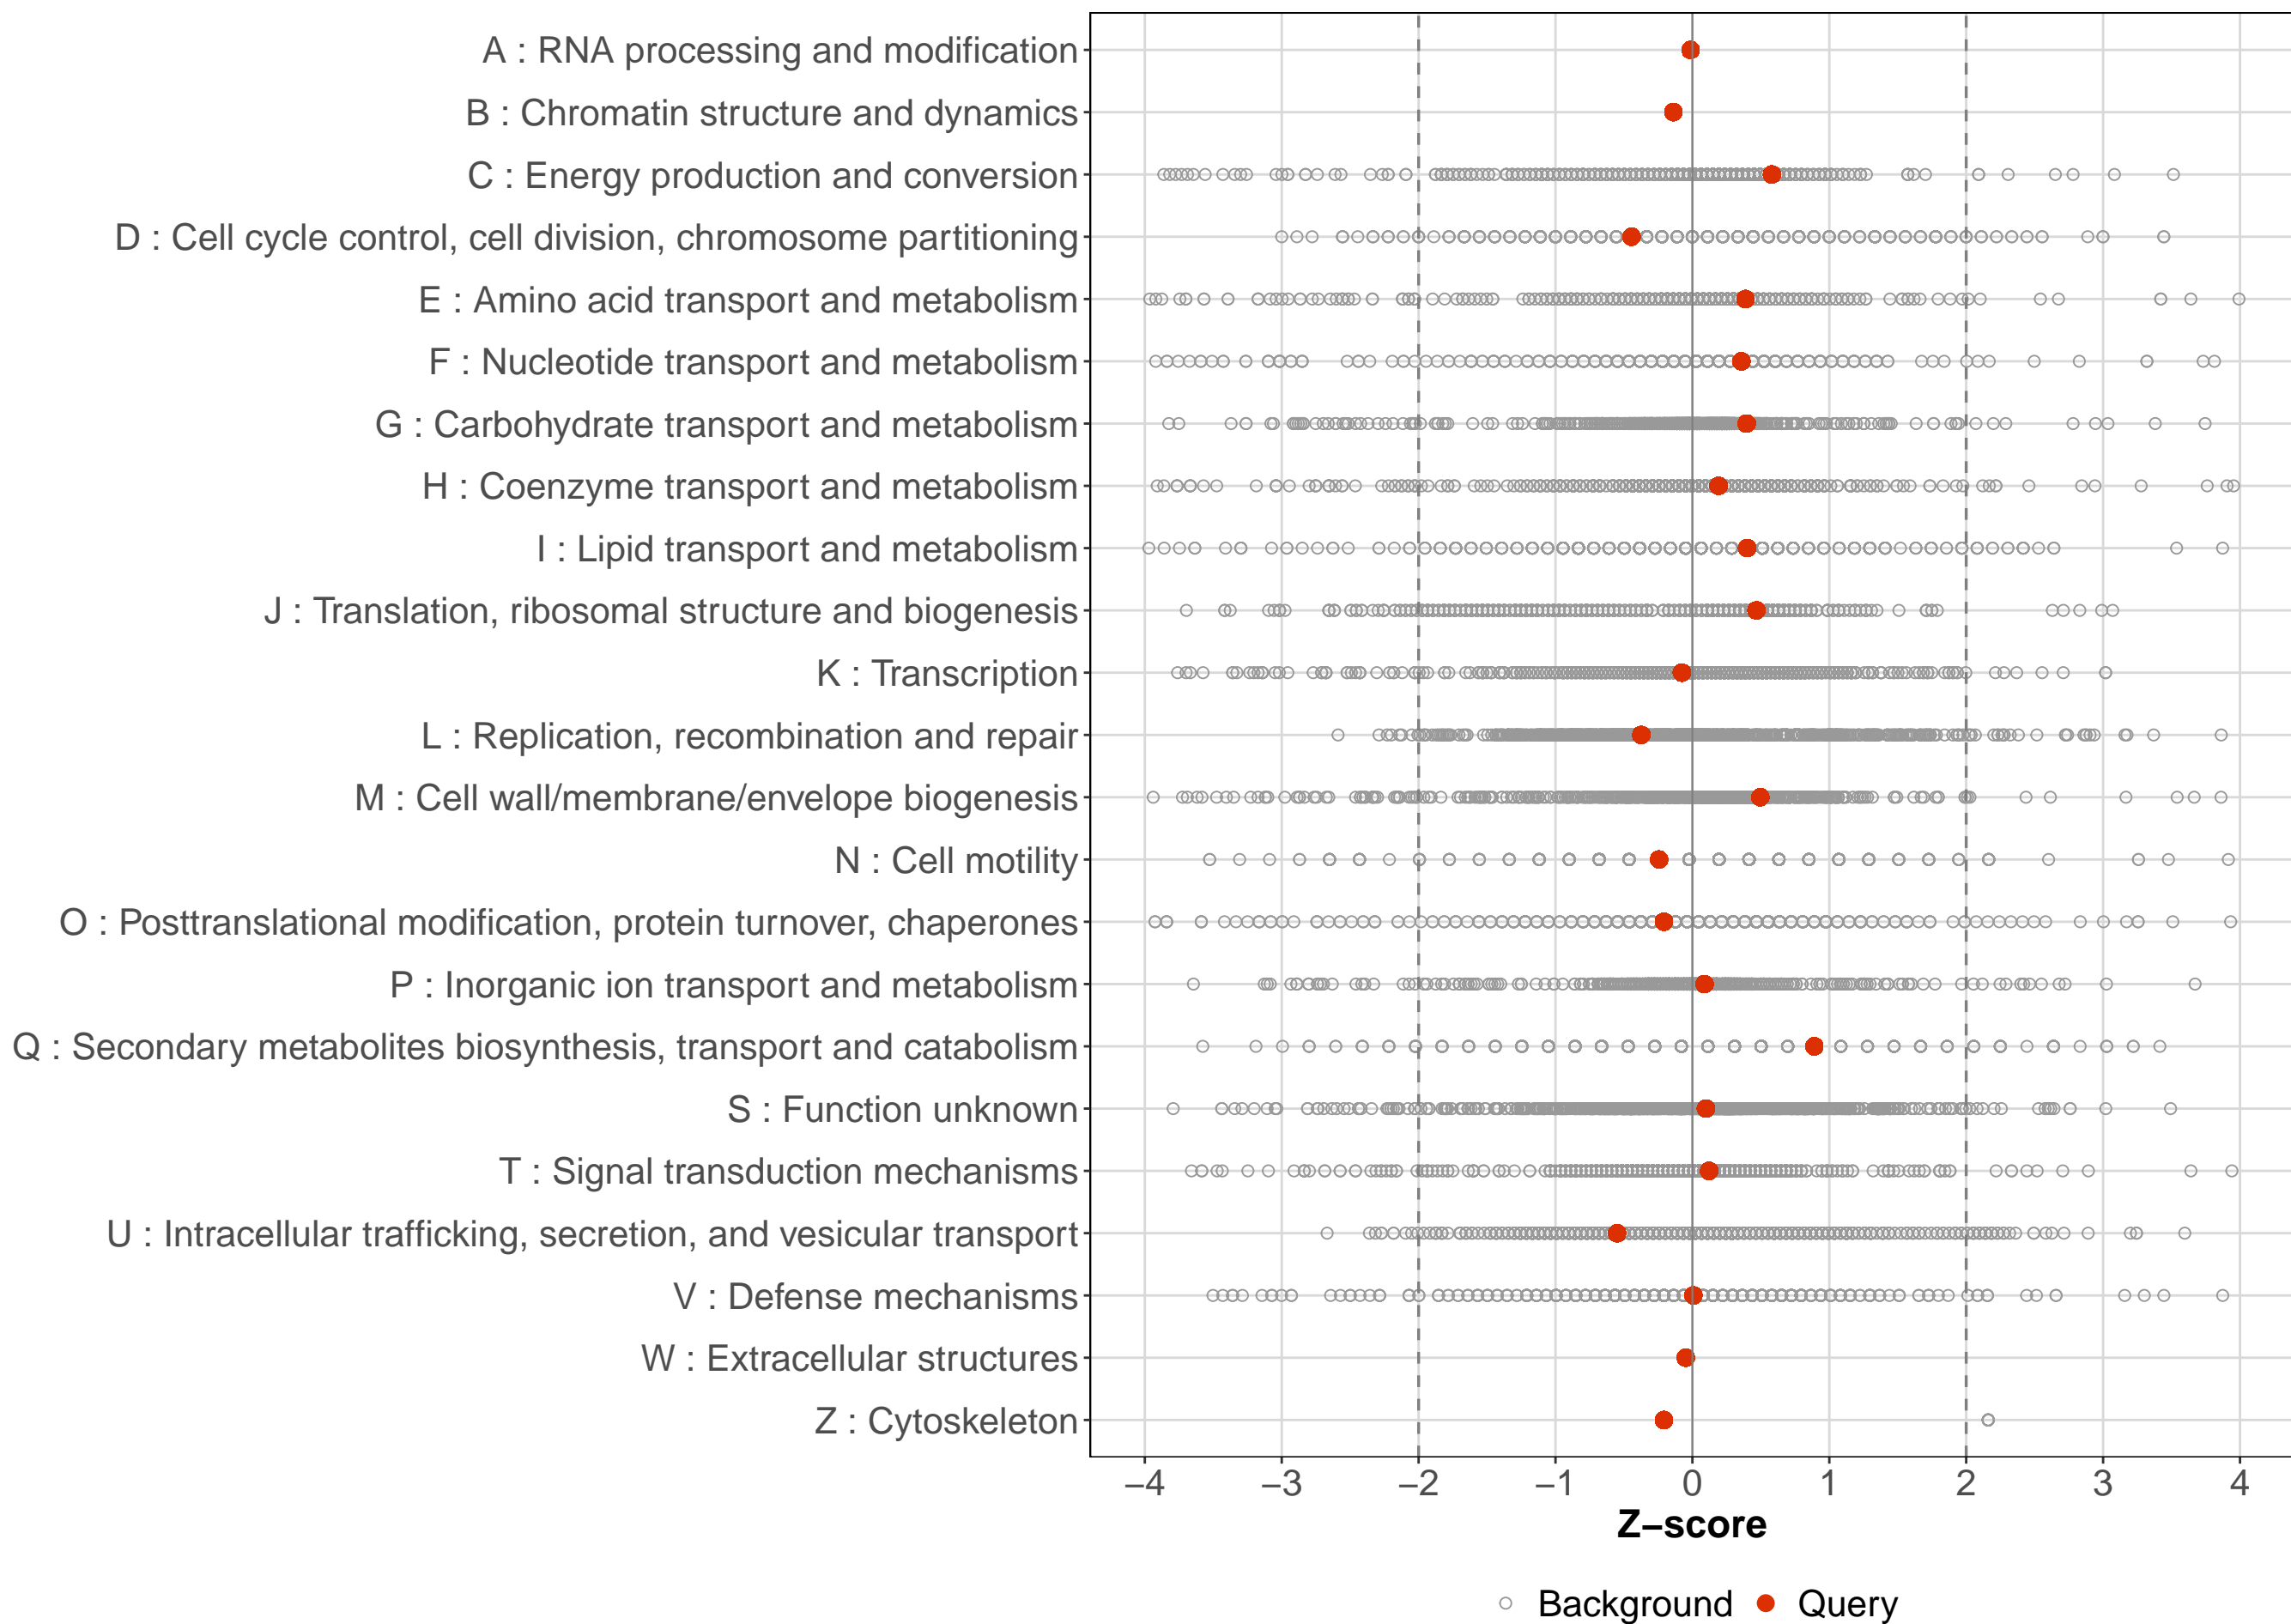 A : RNA processing and modification
B : Chromatin structure and dynamics
C : Energy production and conversion
D : Cell cycle control, cell division, chromosome partitioning
E : Amino acid transport and metabolism
F : Nucleotide transport and metabolism
G : Carbohydrate transport and metabolism
H : Coenzyme transport and metabolism
I : Lipid transport and metabolism
J : Translation, ribosomal structure and biogenesis
K : Transcription
L : Replication, recombination and repair
M : Cell wall/membrane/envelope biogenesis
N : Cell motility
O : Posttranslational modification, protein turnover, chaperones
P : Inorganic ion transport and metabolism
Q : Secondary metabolites biosynthesis, transport and catabolism
S : Function unknown
T : Signal transduction mechanisms
U : Intracellular trafficking, secretion, and vesicular transport
V : Defense mechanisms
W : Extracellular structures
Z : Cytoskeleton
−4 −3 −2 −1 0 1 2 3 4
Z−score
Background Query